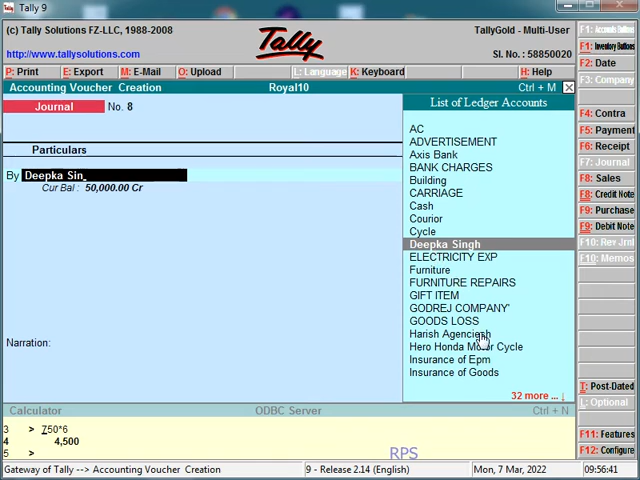 Tally 9
(c) Tally Solutions FZ-LLC, 1988-2008
TallyGold - Multi-User
http://www.tallysolutions.com
Tally
Sl. No. : 58850020
P: Print
E: Export
M: E-Mail
O: Upload
L: Language
K: Keyboard
H: Help
Accounting Voucher Creation
Royal10
Ctrl + M
Journal
No. 8
Particulars
By Deepka Sin
Cur Bal : 50,000.00 Cr
Narration:
List of Ledger Accounts
AC
ADVERTISEMENT
Axis Bank
BANK CHARGES
Building
CARRIAGE
Cash
Courior
Cycle
Deepka Singh
ELECTRICITY EXP
Furniture
FURNITURE REPAIRS
GIFT ITEM
GODREJ COMPANY'
GOODS LOSS
Harish Agenciesh
Hero Honda Motor Cycle
Insurance of Epm
Insurance of Goods
32 more ... ↓
F1: Accounts Buttons
F1: Inventory Buttons
F2: Date
F3: Company
F4: Contra
F5: Payment
F6: Receipt
F7: Journal
F8: Sales
F8: Credit Note
F9: Purchase
F9: Debit Note
F10: Rev Jrnl
F10: Memos
T: Post-Dated
L: Optional
F11: Features
F12: Configure
Calculator
ODBC Server
Ctrl + N
3 > 750*6
4 4,500
5 >
RPS
Gateway of Tally --> Accounting Voucher Creation
9 - Release 2.14 (English)
Mon, 7 Mar, 2022
09:56:41